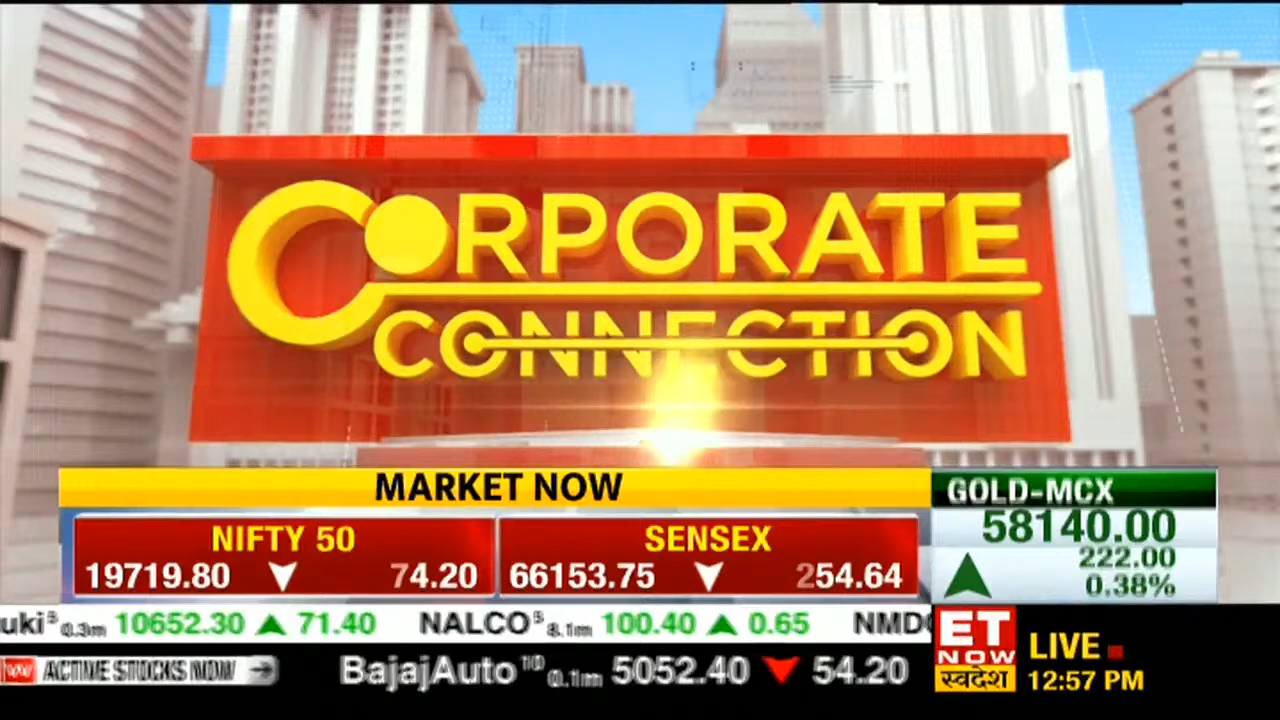 CORPORATE
CONNECTION
MARKET NOW
NIFTY 50
19719.80 ▼ 74.20
SENSEX
66153.75 ▼ 254.64
GOLD-MCX
58140.00
▲ 222.00
0.38%
uki S 0.3m 10652.30 ▲ 71.40 NALCO S 8.1m 100.40 ▲ 0.65 NMDC
ET
NOW
स्वदेश
LIVE
12:57 PM
ACTIVE STOCKS NOW BajajAuto 0.1m 5052.40 ▼ 54.20